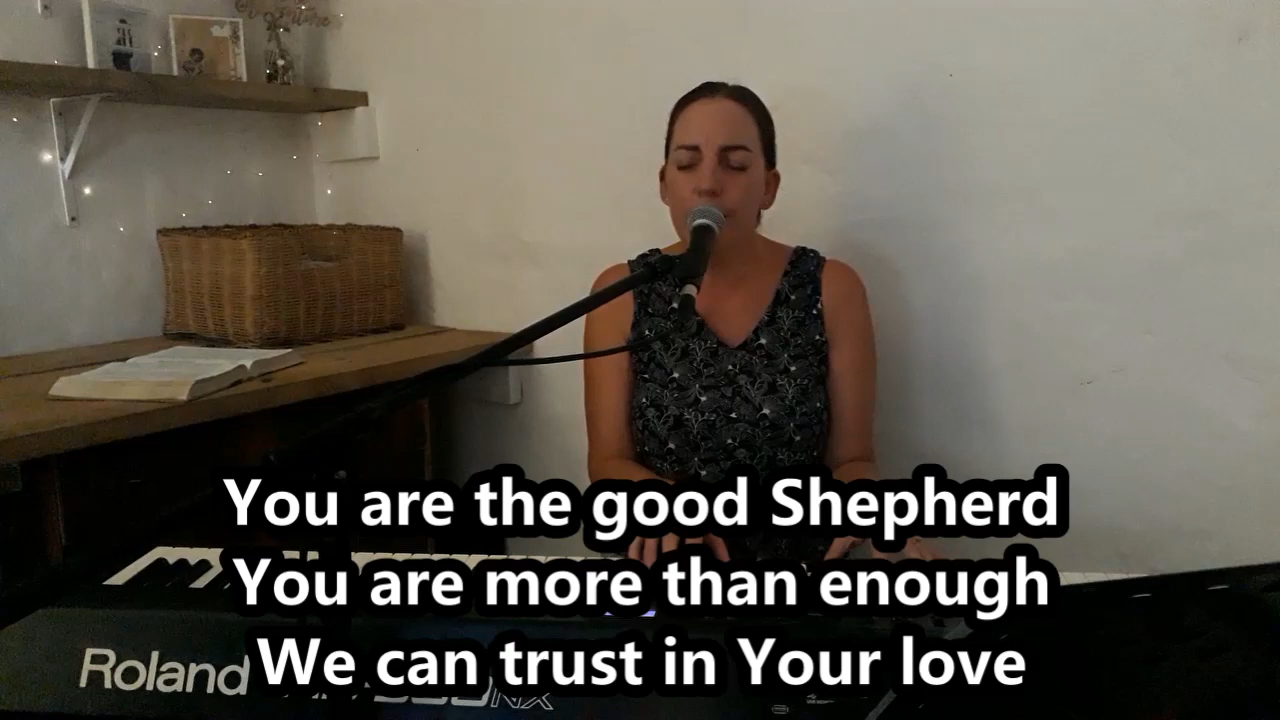 You are the good Shepherd
You are more than enough
We can trust in Your love
Roland